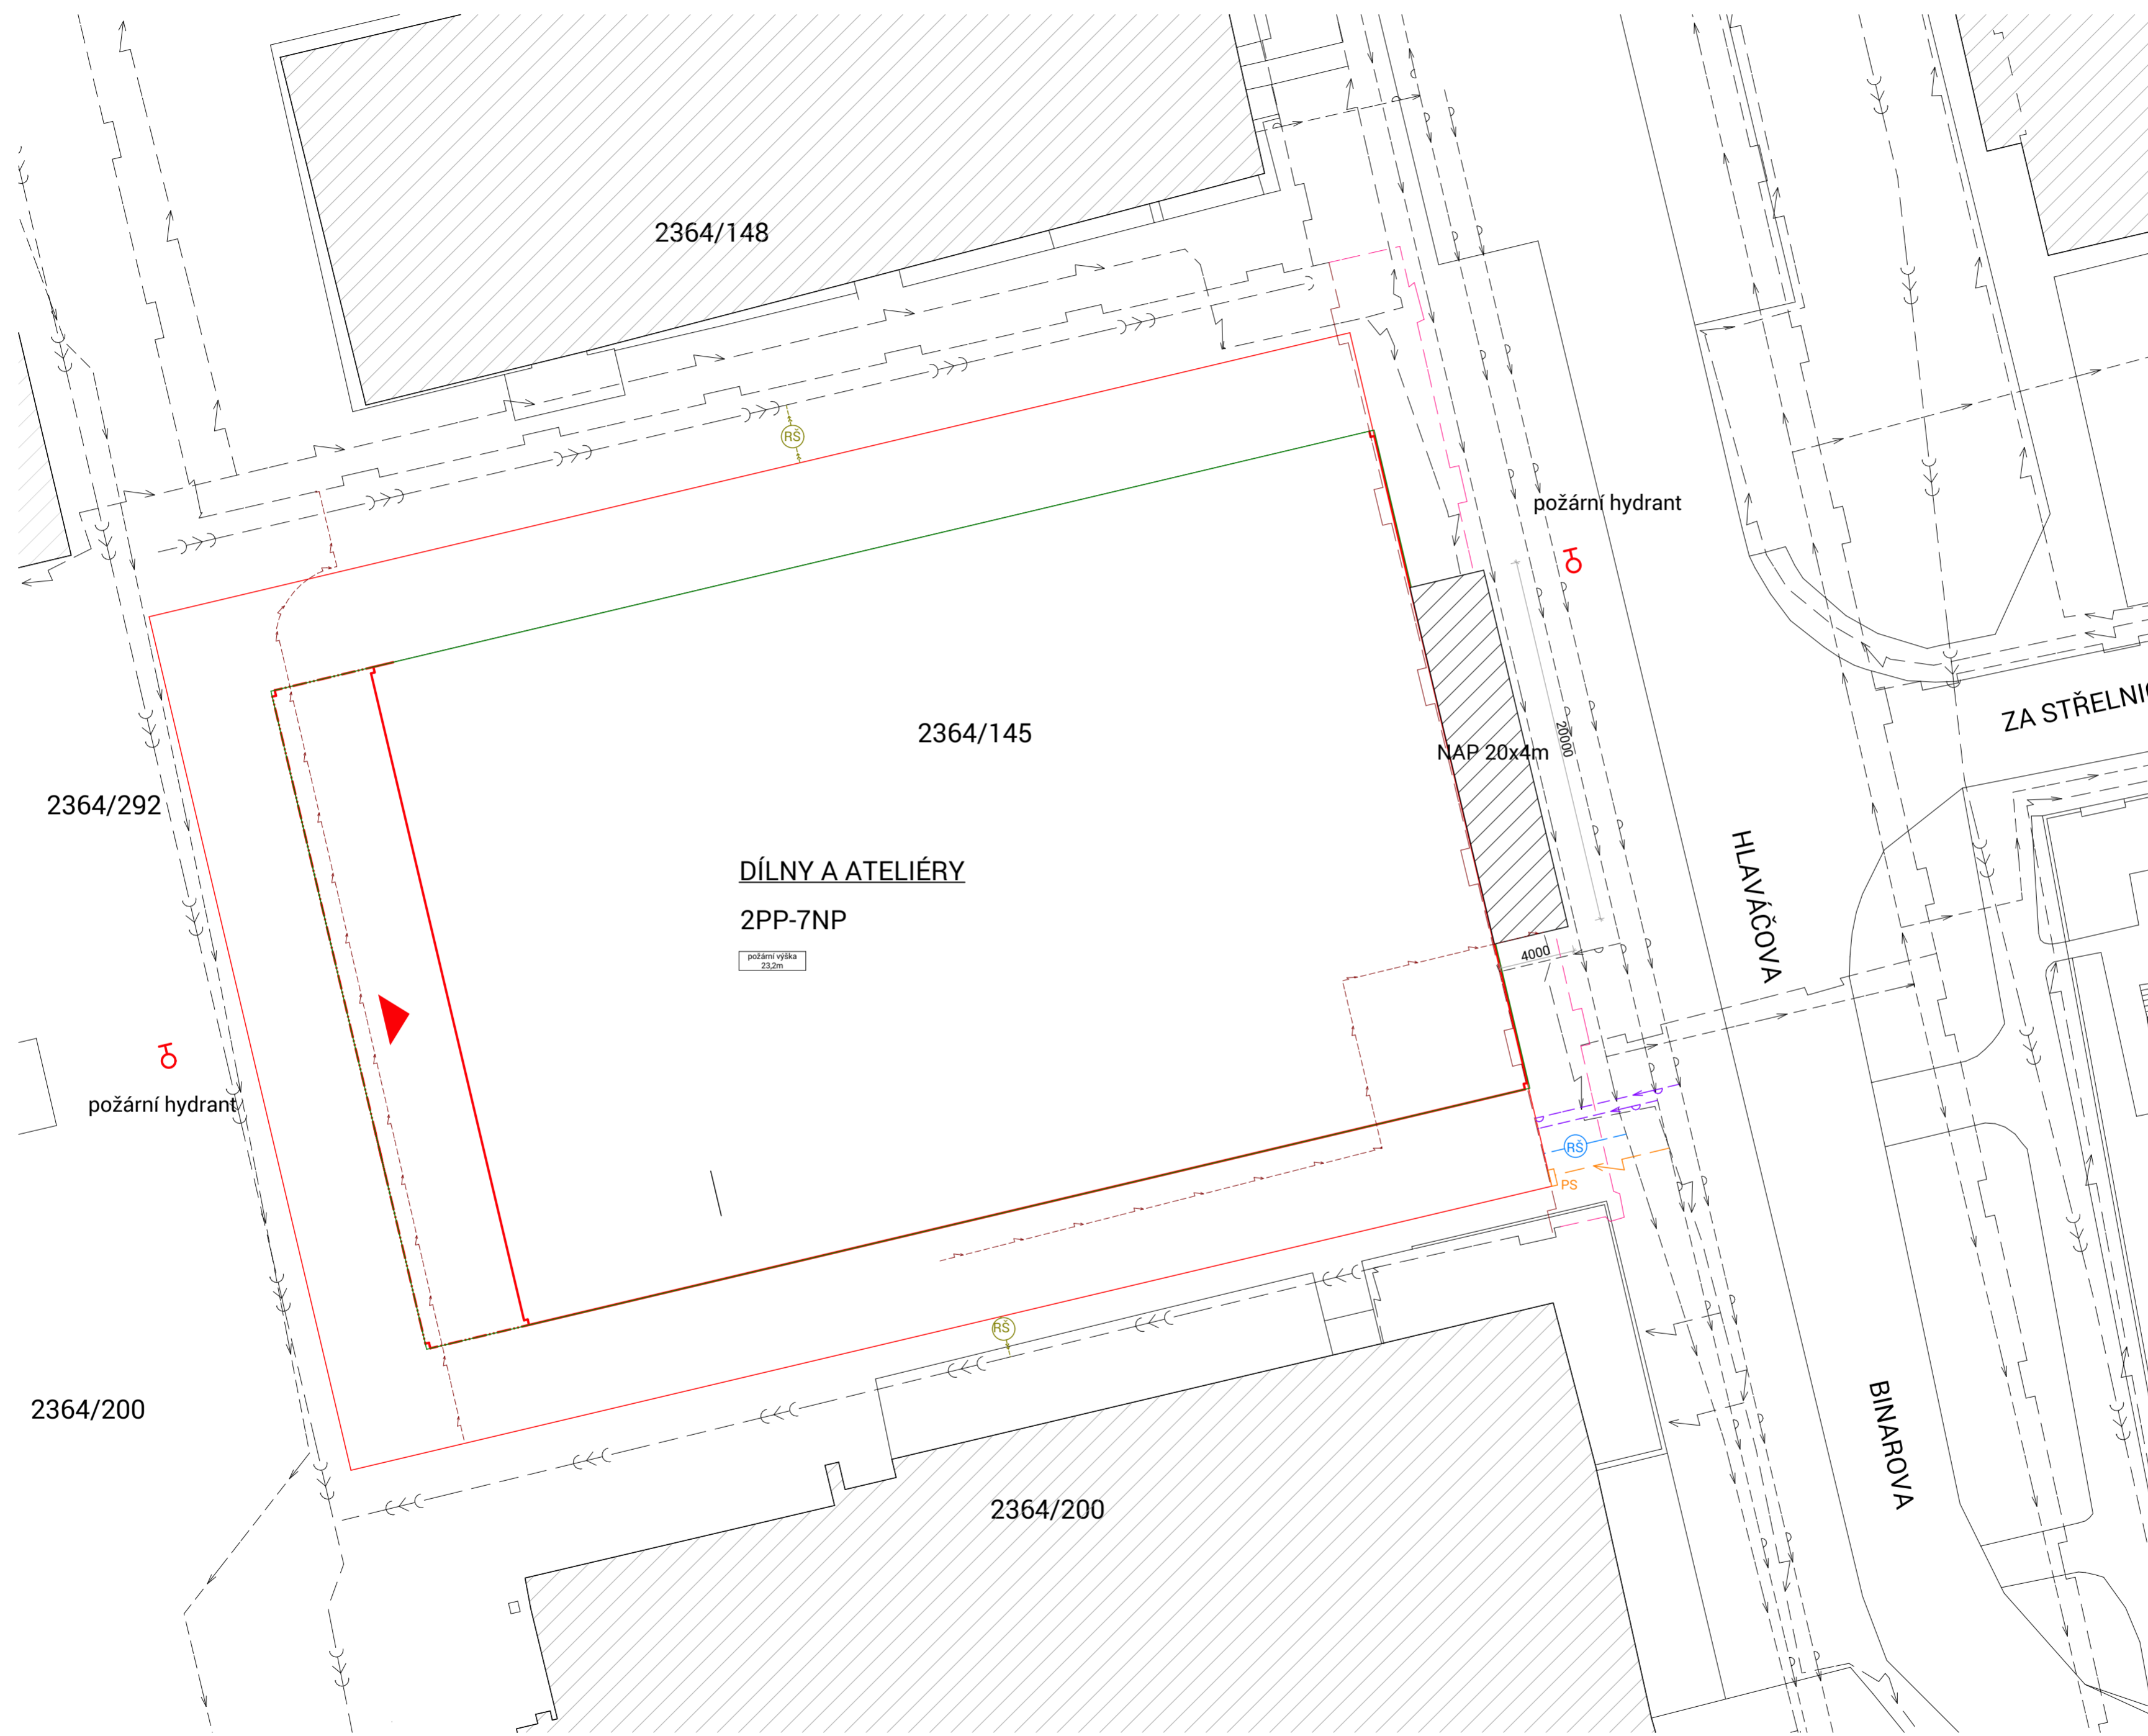 2364/148
RŠ
požární hydrant
ZA STŘELNI
2364/145
20000
NAP 20x4m
2364/292
DÍLNY A ATELIÉRY
HLAVÁČOVA
2PP-7NP
požární výška
23,2m
4000
požární hydrant
RŠ
PS
RŠ
2364/200
BINAROVA
2364/200